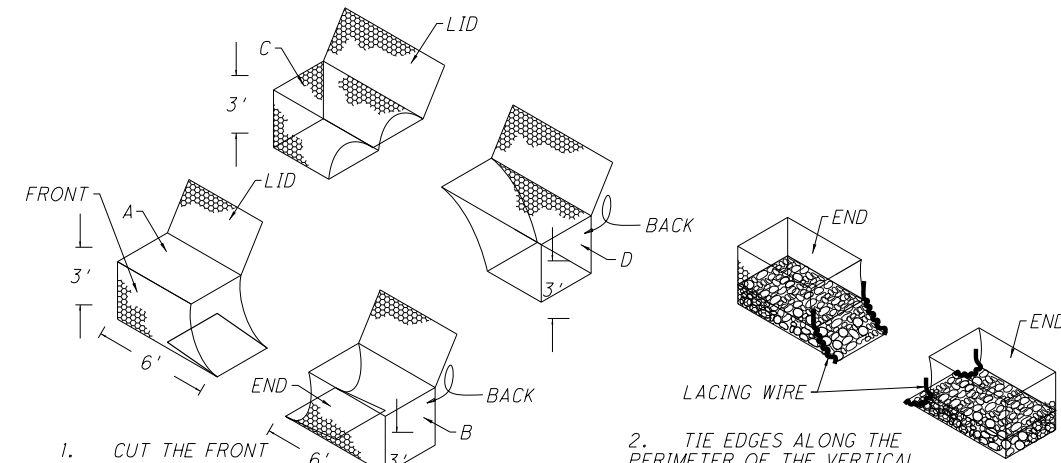 LID
C
3'
LID
FRONT
A
3'
6'
BACK
D
3'
END
BACK
B
6'
3'
END
END
LACING WIRE
1. CUT THE FRONT
2. TIE EDGES ALONG THE
PERIMETER OF THE VERTICAL